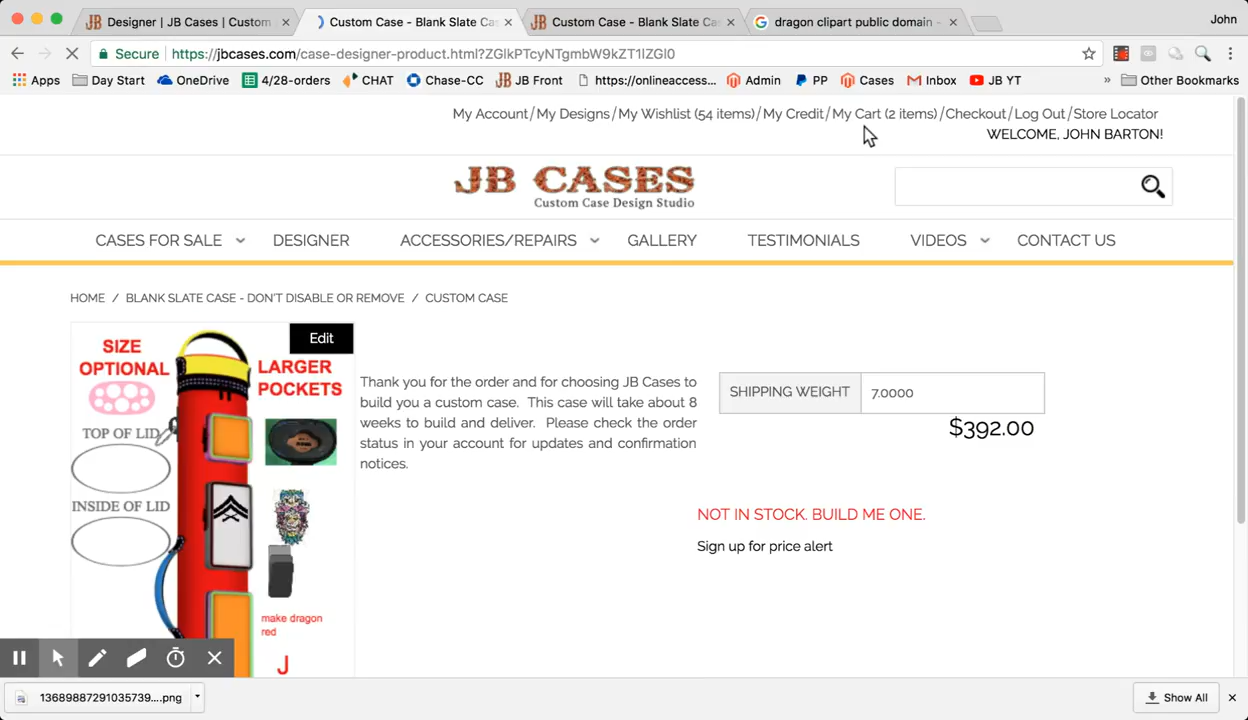 Designer | JB Cases | Custom
Custom Case - Blank Slate Cas
Custom Case - Blank Slate Cas
dragon clipart public domain -
John
Secure
https://jbcases.com/case-designer-product.html?ZGlkPTcyNTgmbW9kZT1lZGl0
Apps
Day Start
OneDrive
4/28-orders
CHAT
Chase-CC
JB Front
https://onlineaccess...
Admin
PP
Cases
Inbox
JB YT
»
Other Bookmarks
My Account/My Designs/My Wishlist (54 items)/My Credit/My Cart (2 items)/Checkout/Log Out/Store Locator
WELCOME, JOHN BARTON!
JB CASES
Custom Case Design Studio
CASES FOR SALE
DESIGNER
ACCESSORIES/REPAIRS
GALLERY
TESTIMONIALS
VIDEOS
CONTACT US
HOME / BLANK SLATE CASE - DON'T DISABLE OR REMOVE / CUSTOM CASE
Edit
SIZE
OPTIONAL
LARGER
POCKETS
TOP OF LID
INSIDE OF LID
make dragon
red
J
Thank you for the order and for choosing JB Cases to
build you a custom case. This case will take about 8
weeks to build and deliver. Please check the order
status in your account for updates and confirmation
notices.
SHIPPING WEIGHT
7.0000
$392.00
NOT IN STOCK. BUILD ME ONE.
Sign up for price alert
13689887291035739....png
Show All